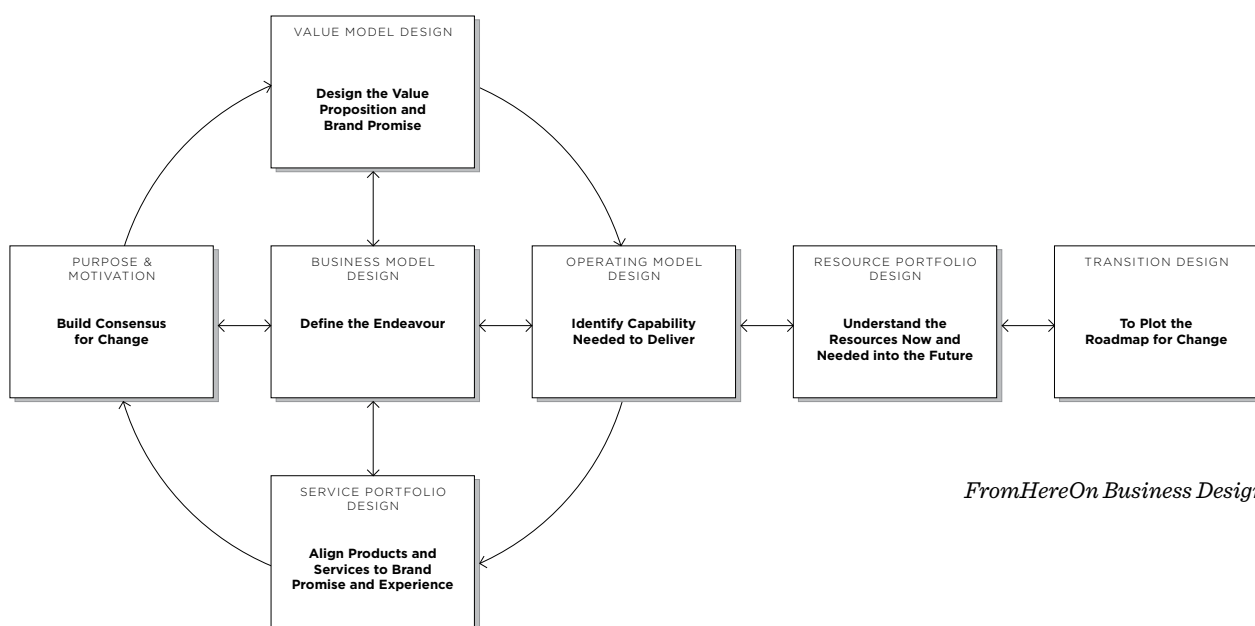 VALUE MODEL DESIGN
Design the Value
Proposition and
Brand Promise
PURPOSE &
MOTIVATION
Build Consensus
for Change
BUSINESS MODEL
DESIGN
Define the Endeavour
OPERATING MODEL
DESIGN
Identify Capability
Needed to Deliver
RESOURCE PORTFOLIO
DESIGN
Understand the
Resources Now and
Needed into the Future
TRANSITION DESIGN
To Plot the
Roadmap for Change
SERVICE PORTFOLIO
DESIGN
Align Products and
Services to Brand
Promise and Experience
FromHereOn Business Design